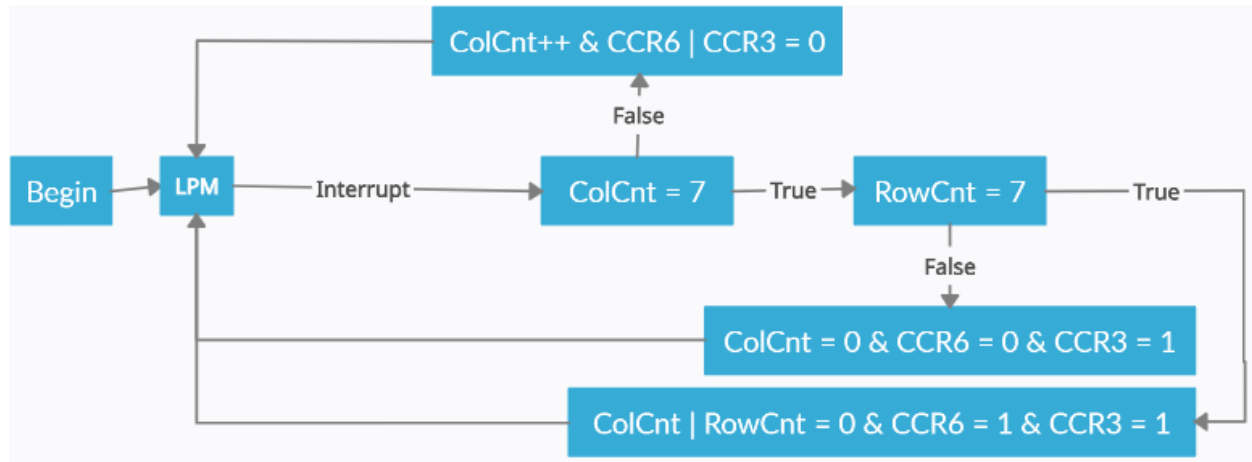 ColCnt++ & CCR6 | CCR3 = 0
False
Begin
LPM
Interrupt
ColCnt = 7
True
RowCnt = 7
True
False
ColCnt = 0 & CCR6 = 0 & CCR3 = 1
ColCnt | RowCnt = 0 & CCR6 = 1 & CCR3 = 1